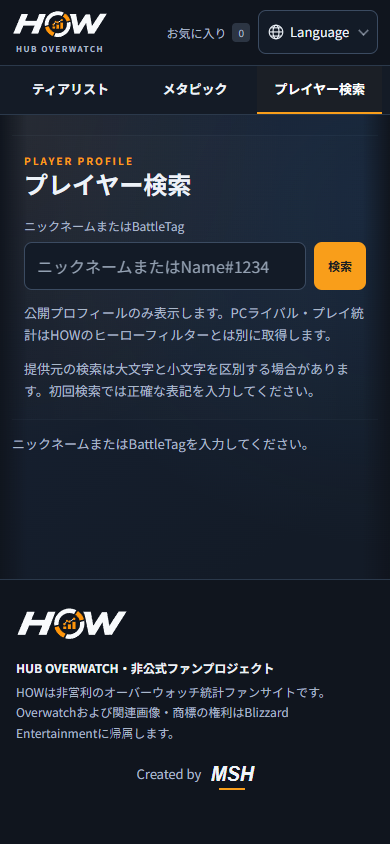 HOW
HUB OVERWATCH
お気に入り 0
Language
ティアリスト メタピック プレイヤー検索
PLAYER PROFILE
プレイヤー検索
ニックネームまたはBattleTag
ニックネームまたはName#1234 検索
公開プロフィールのみ表示します。PCライバル・プレイ統
計はHOWのヒーローフィルターとは別に取得します。
提供元の検索は大文字と小文字を区別する場合がありま
す。初回検索では正確な表記を入力してください。
ニックネームまたはBattleTagを入力してください。
HOW
HUB OVERWATCH・非公式ファンプロジェクト
HOWは非営利のオーバーウォッチ統計ファンサイトです。
Overwatchおよび関連画像・商標の権利はBlizzard
Entertainmentに帰属します。
Created by MSH